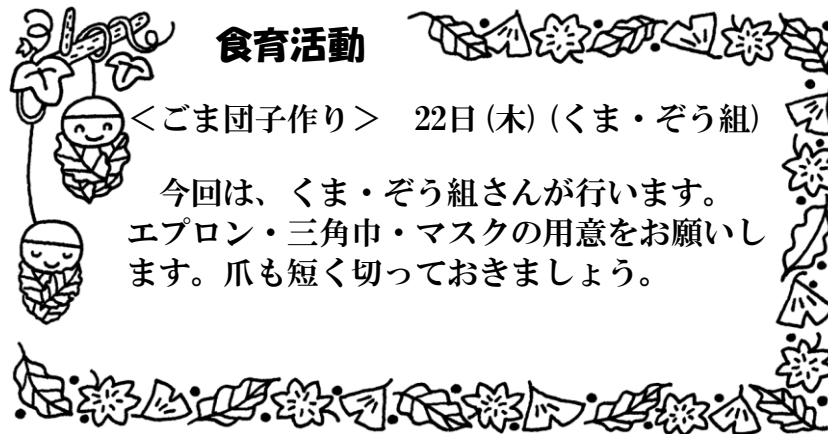 食育活動
＜ごま団子作り＞　22日(木)(くま・ぞう組)
　今回は、くま・ぞう組さんが行います。
エプロン・三角巾・マスクの用意をお願いし
ます。爪も短く切っておきましょう。